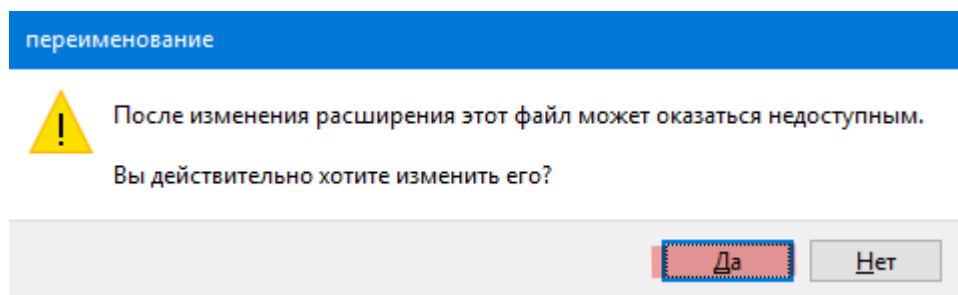 переименование
После изменения расширения этот файл может оказаться недоступным.
Вы действительно хотите изменить его?
Да
Нет